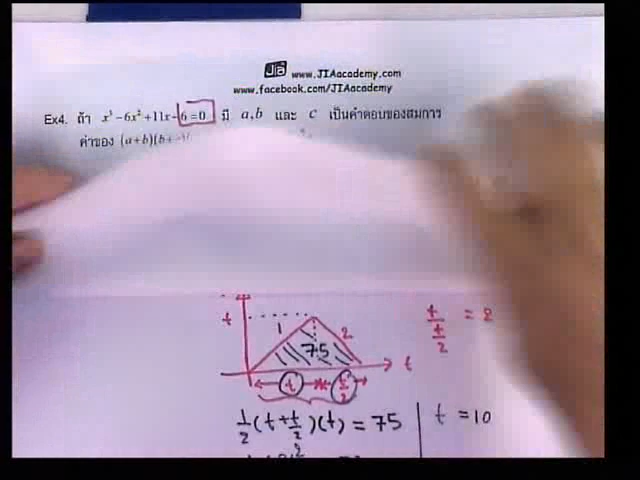 JIA www.JIAacademy.com
www.facebook.com/JIAacademy
Ex4. ถ้า x³-6x²+11x-6=0 มี a,b และ c เป็นคำตอบของสมการ
ค่าของ (a+b)(b+
t 1 2 t/(t/2) = 2
75 t
t t/2
1/2(t+t/2)(t) = 75 t = 10